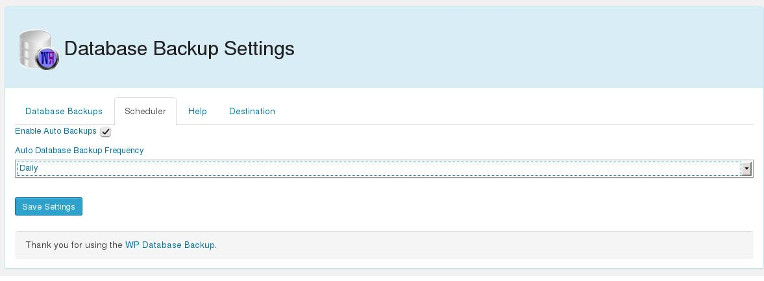 Database Backup Settings
Database Backups Scheduler Help Destination
Enable Auto Backups
Auto Database Backup Frequency
Daily
Save Settings
Thank you for using the WP Database Backup.